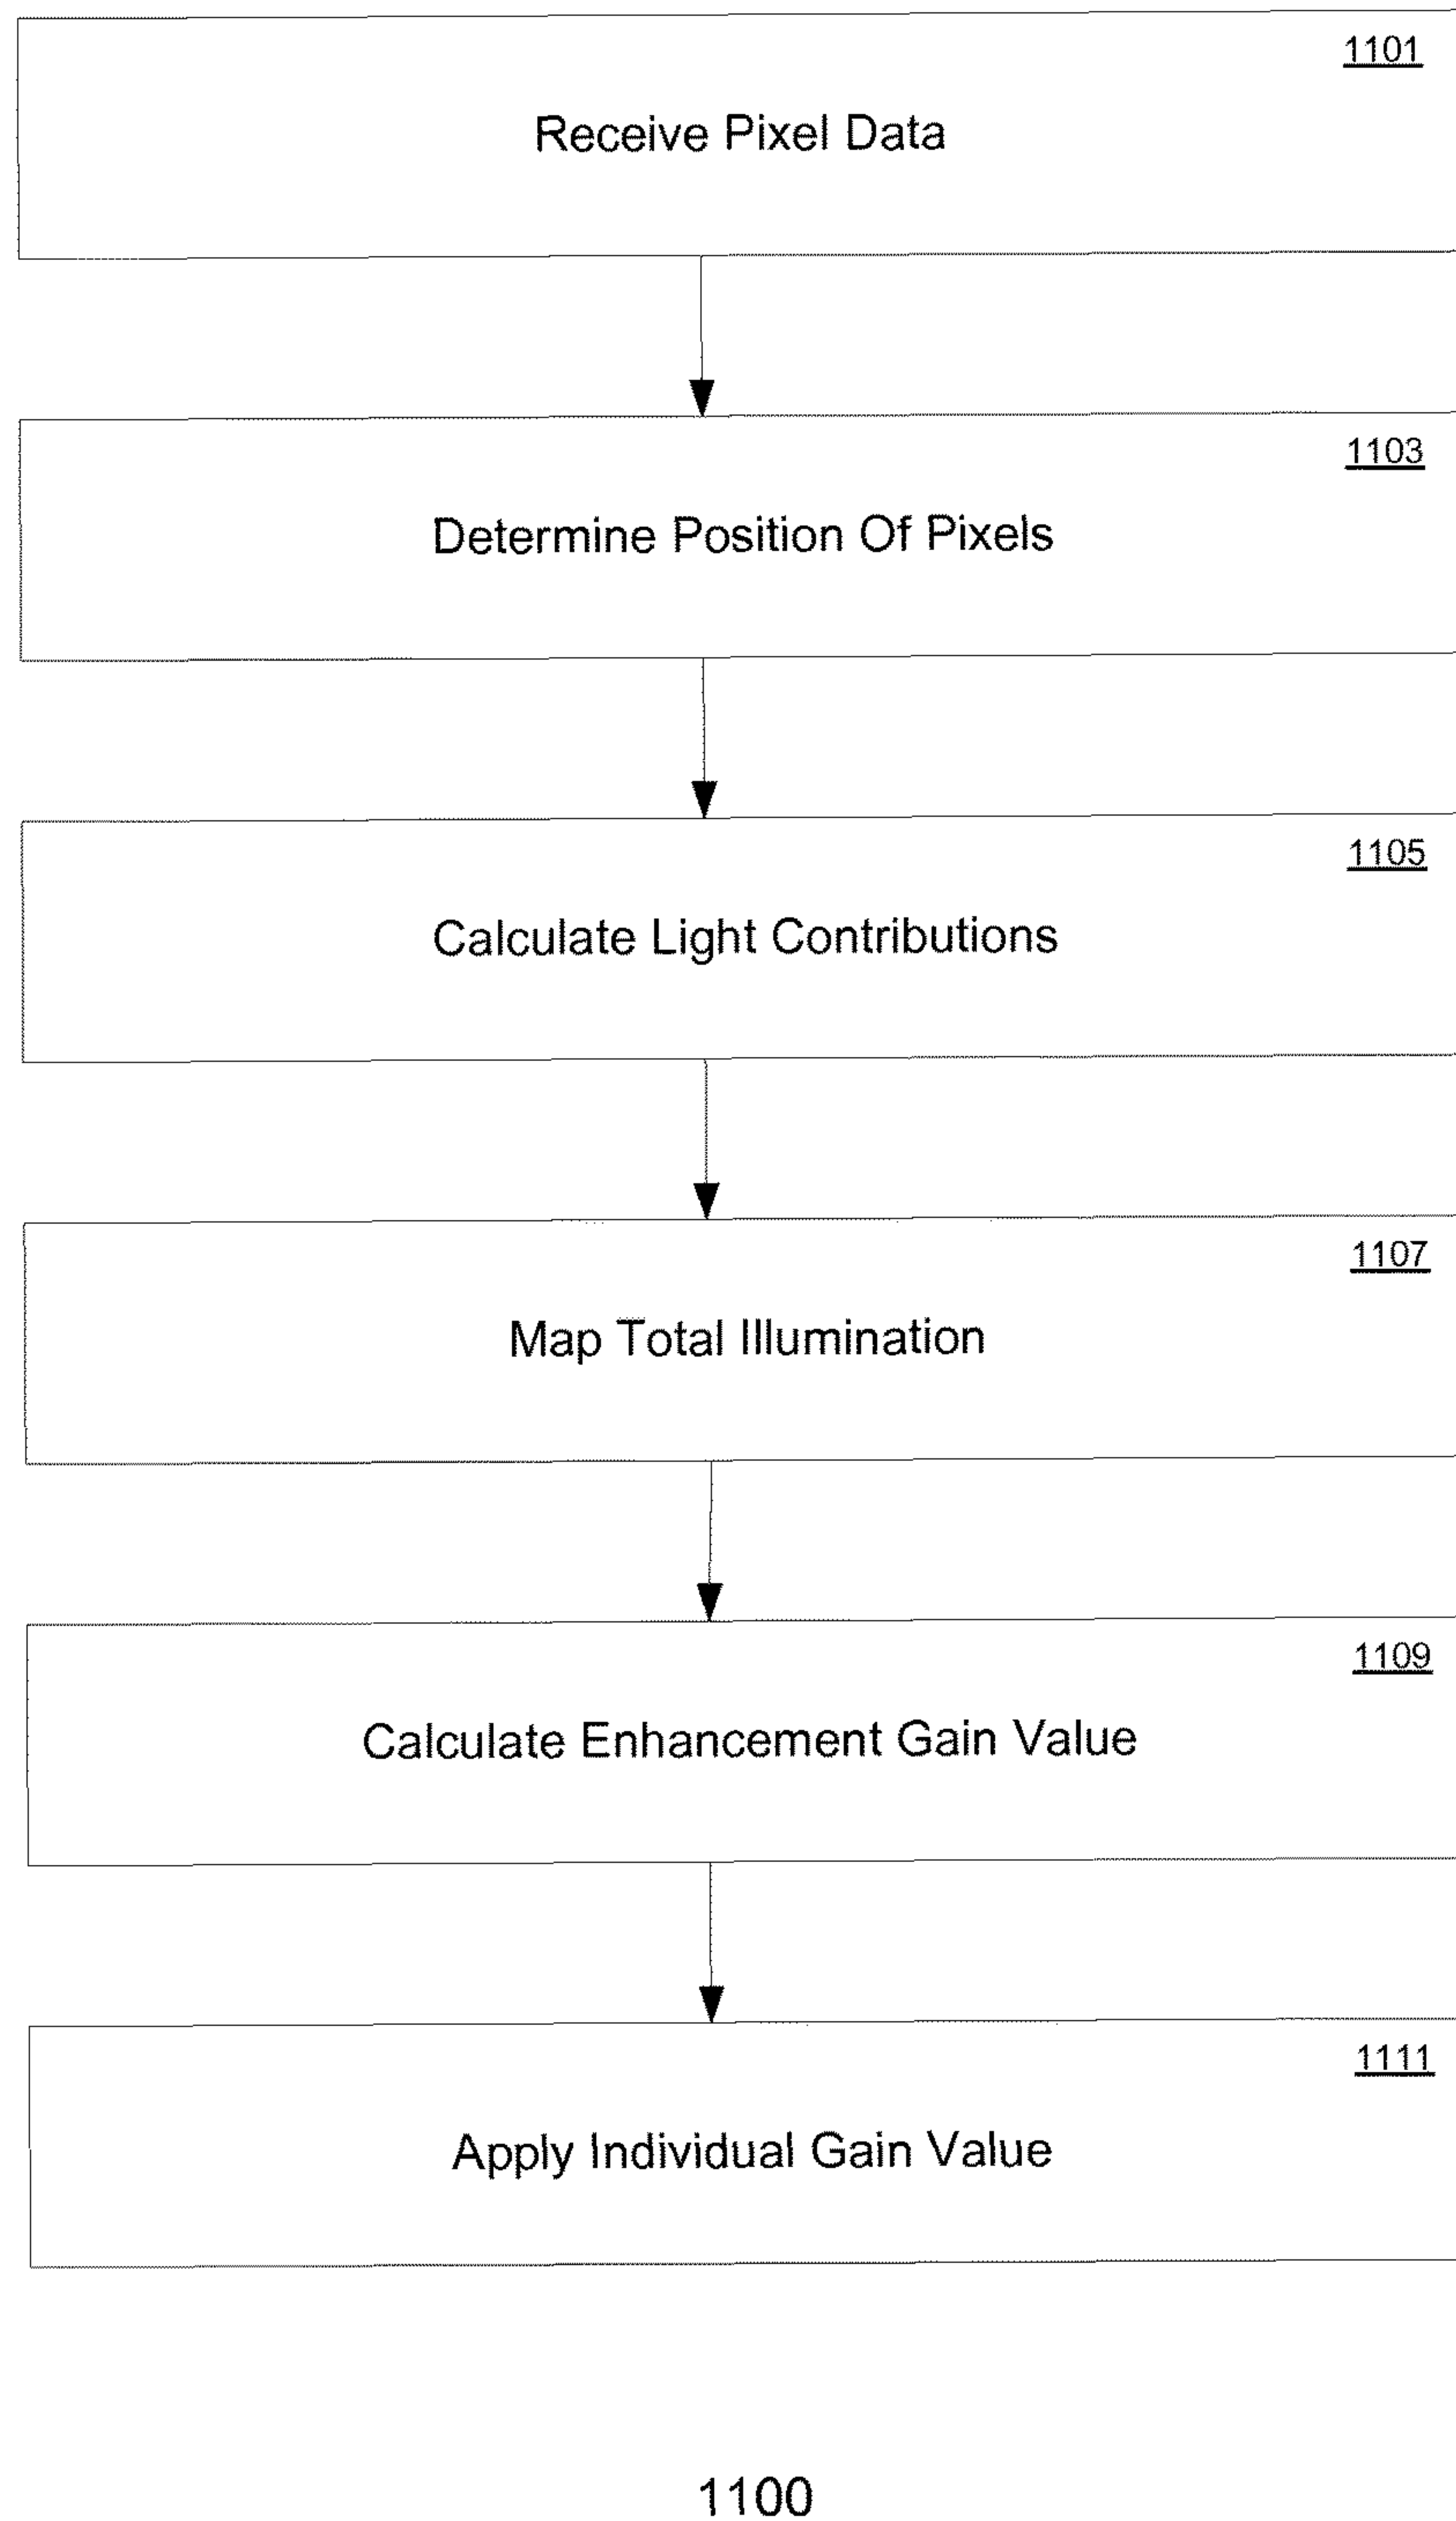 1101
Receive Pixel Data
1103
Determine Position Of Pixels
1105
Calculate Light Contributions
1107
Map Total Illumination
1109
Calculate Enhancement Gain Value
1111
Apply Individual Gain Value
1100